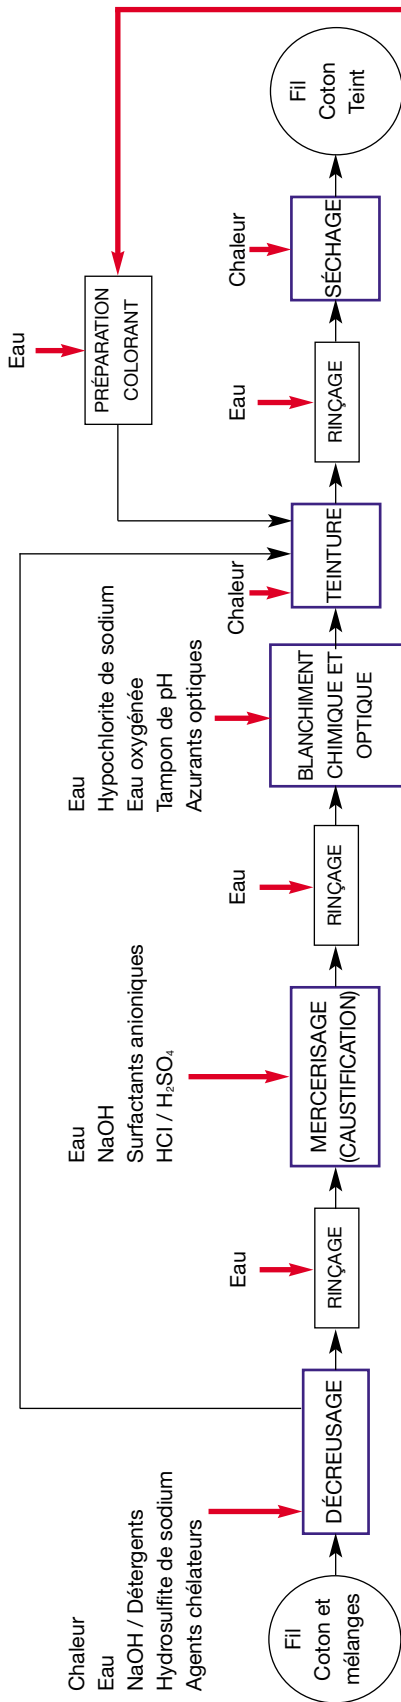 Chaleur
Eau
NaOH / Détergents
Hydrosulfite de sodium
Agents chélateurs
Fil
Coton et
mélanges
DÉCREUSAGE
Eau
RINÇAGE
Eau
NaOH
Surfactants anioniques
HCl / H₂SO₄
MERCERISAGE
(CAUSTIFICATION)
Eau
RINÇAGE
Eau
Hypochlorite de sodium
Eau oxygénée
Tampon de pH
Azurants optiques
BLANCHIMENT
CHIMIQUE ET
OPTIQUE
Chaleur
TEINTURE
Eau
PRÉPARATION
COLORANT
Eau
RINÇAGE
Chaleur
SÉCHAGE
Fil
Coton
Teint